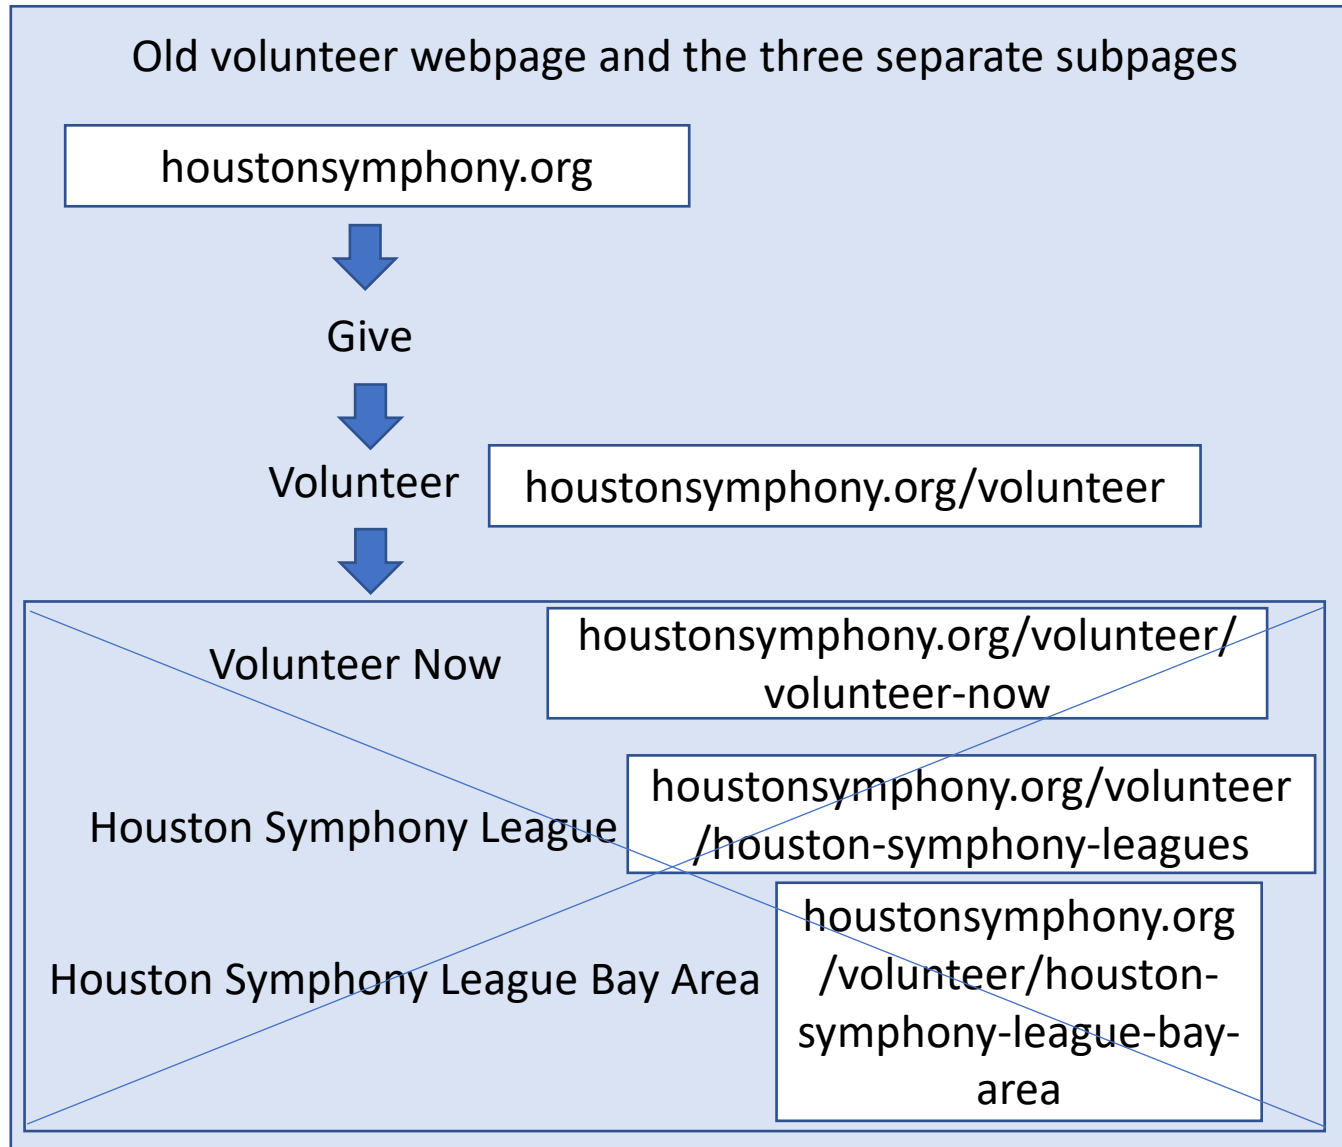 Old volunteer webpage and the three separate subpages
houstonsymphony.org
Give
Volunteer
houstonsymphony.org/volunteer
Volunteer Now
houstonsymphony.org/volunteer/
volunteer-now
Houston Symphony League
houstonsymphony.org/volunteer
/houston-symphony-leagues
Houston Symphony League Bay Area
houstonsymphony.org
/volunteer/houston-
symphony-league-bay-
area